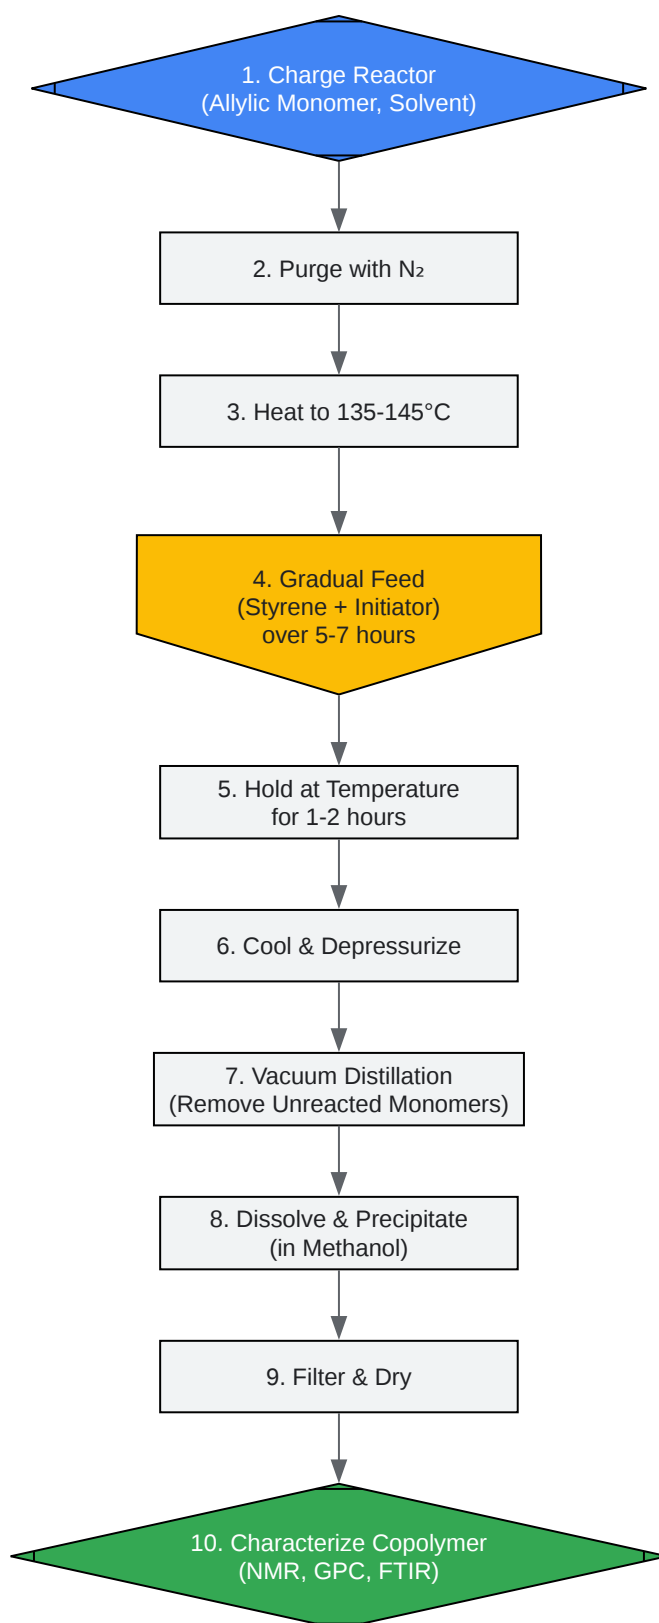 1. Charge Reactor
(Allylic Monomer, Solvent)
2. Purge with N₂
3. Heat to 135-145°C
4. Gradual Feed
(Styrene + Initiator)
over 5-7 hours
5. Hold at Temperature
for 1-2 hours
6. Cool & Depressurize
7. Vacuum Distillation
(Remove Unreacted Monomers)
8. Dissolve & Precipitate
(in Methanol)
9. Filter & Dry
10. Characterize Copolymer
(NMR, GPC, FTIR)